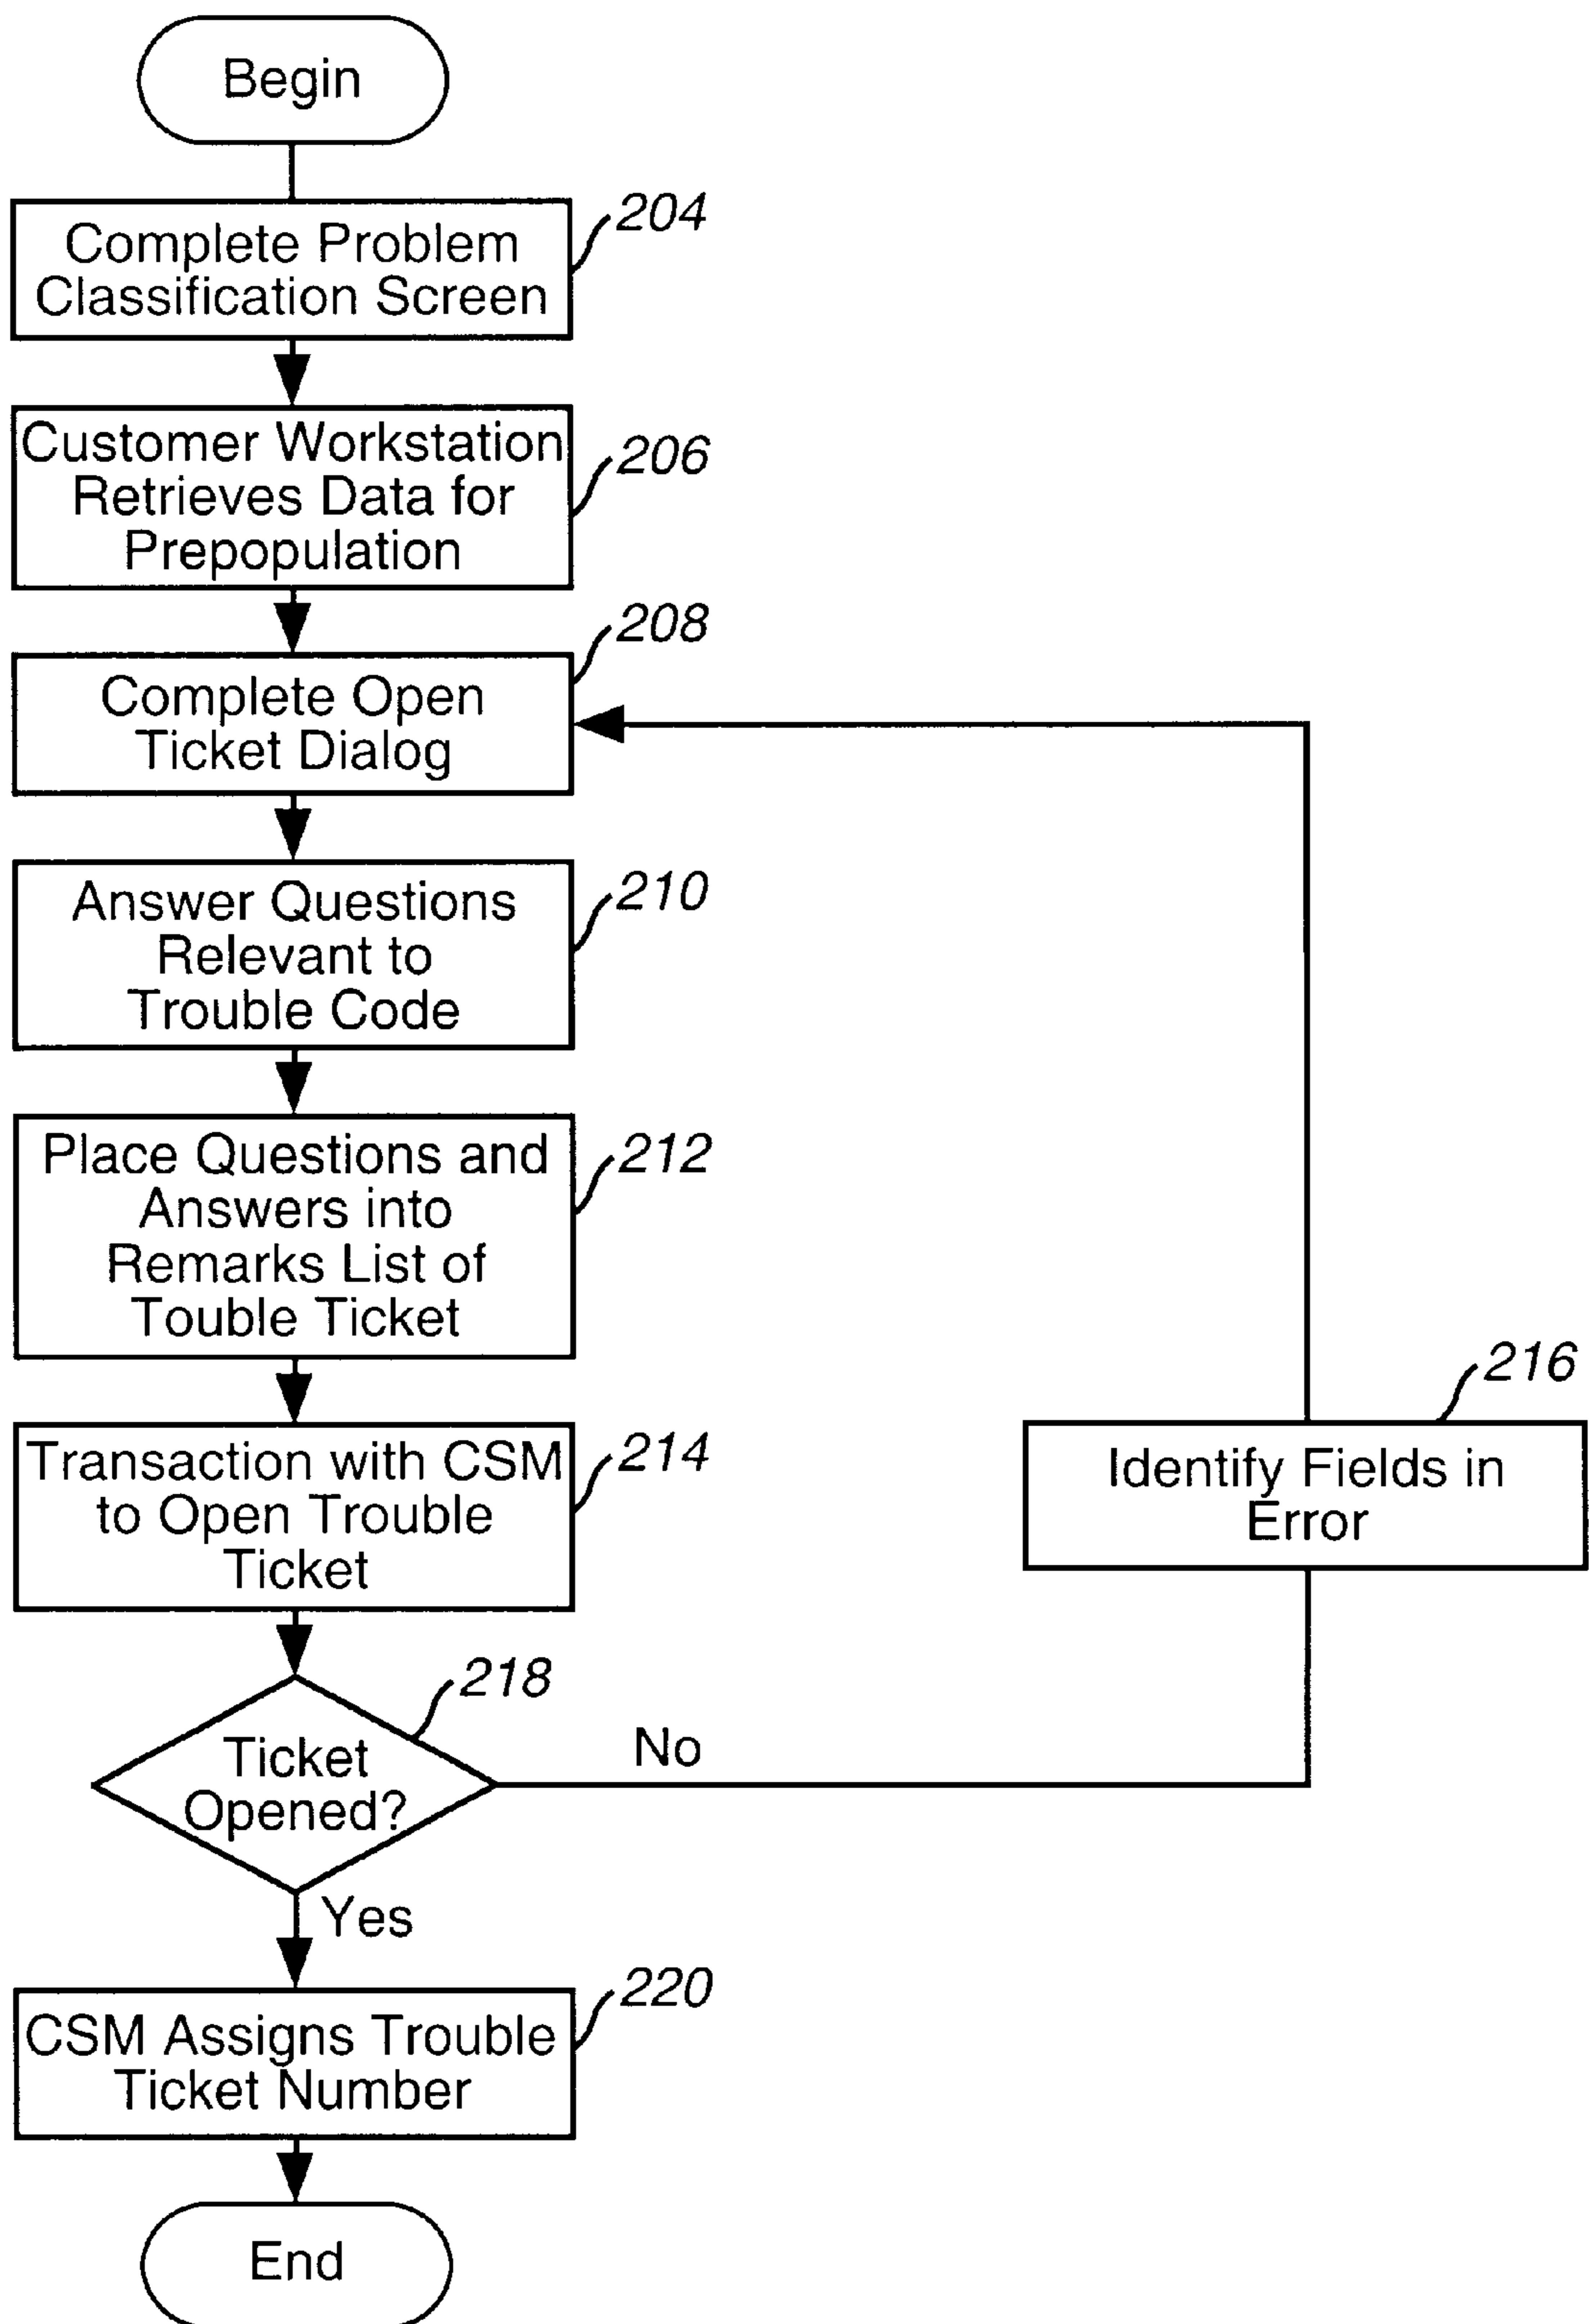 Begin
204
Complete Problem
Classification Screen
206
Customer Workstation
Retrieves Data for
Prepopulation
208
Complete Open
Ticket Dialog
210
Answer Questions
Relevant to
Trouble Code
212
Place Questions and
Answers into
Remarks List of
Touble Ticket
214
Transaction with CSM
to Open Trouble
Ticket
216
Identify Fields in
Error
218
Ticket
Opened?
No
Yes
220
CSM Assigns Trouble
Ticket Number
End